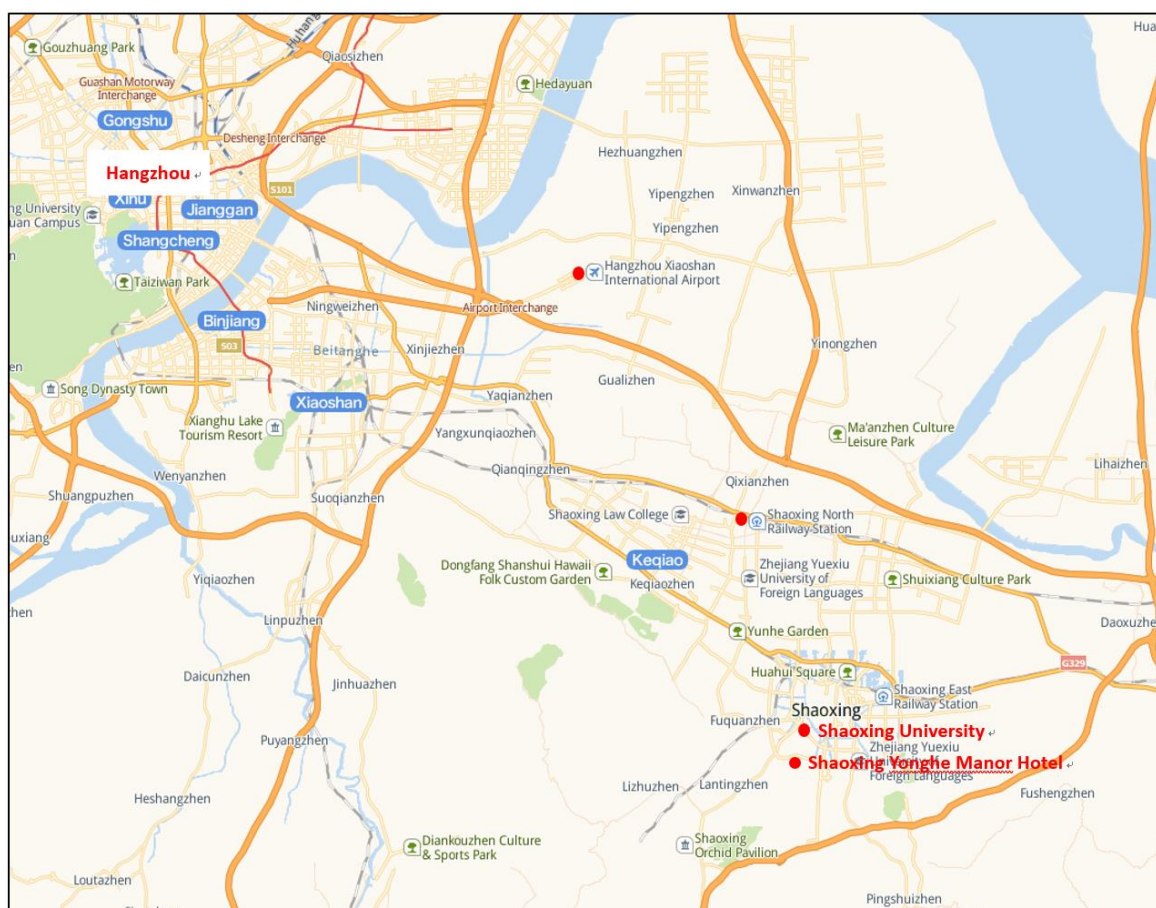 Gouzhuang Park
Qiaosizhen
Guashan Motorway
Interchange
Hedayuan
Gongshu
Desheng Interchange
Hezhuangzhen
Hangzhou
S101
Yipengzhen
Xinwanzhen
Xihu
Jianggan
ng University
uan Campus
Yipengzhen
Shangcheng
Taiziwan Park
Hangzhou Xiaoshan
International Airport
Ningweizhen
Airport Interchange
Binjiang
S03
Beitanghe
Xinjiezhen
Yinongzhen
Song Dynasty Town
Gualizhen
Xiaoshan
Yaqianzhen
Xianghu Lake
Tourism Resort
Yangxunqiaozhen
Ma'anzhen Culture
Leisure Park
Wenyanzhen
Qianqingzhen
Lihaizhen
Shuangpuzhen
Suoqianzhen
Qixianzhen
Shaoxing Law College
Shaoxing North
Railway Station
ouxiang
Keqiao
Dongfang Shanshui Hawaii
Folk Custom Garden
Keqiaozhen
Zhejiang Yuexiu
University of
Foreign Languages
Shuixiang Culture Park
Yiqiaozhen
zhen
Linpuzhen
Daoxuzhe
Yunhe Garden
Daicunzhen
Jinhuazhen
Huahui Square
G329
Shaoxing East
Railway Station
Shaoxing
Fuquanzhen
Shaoxing University
Puyangzhen
Zhejiang Yuexiu
University of
Foreign Languages
Shaoxing Yonghe Manor Hotel
Heshangzhen
Lizhuzhen
Lantingzhen
Fushengzhen
Diankouzhen Culture
& Sports Park
Shaoxing
Orchid Pavilion
Loutazhen
Pingshuizhen